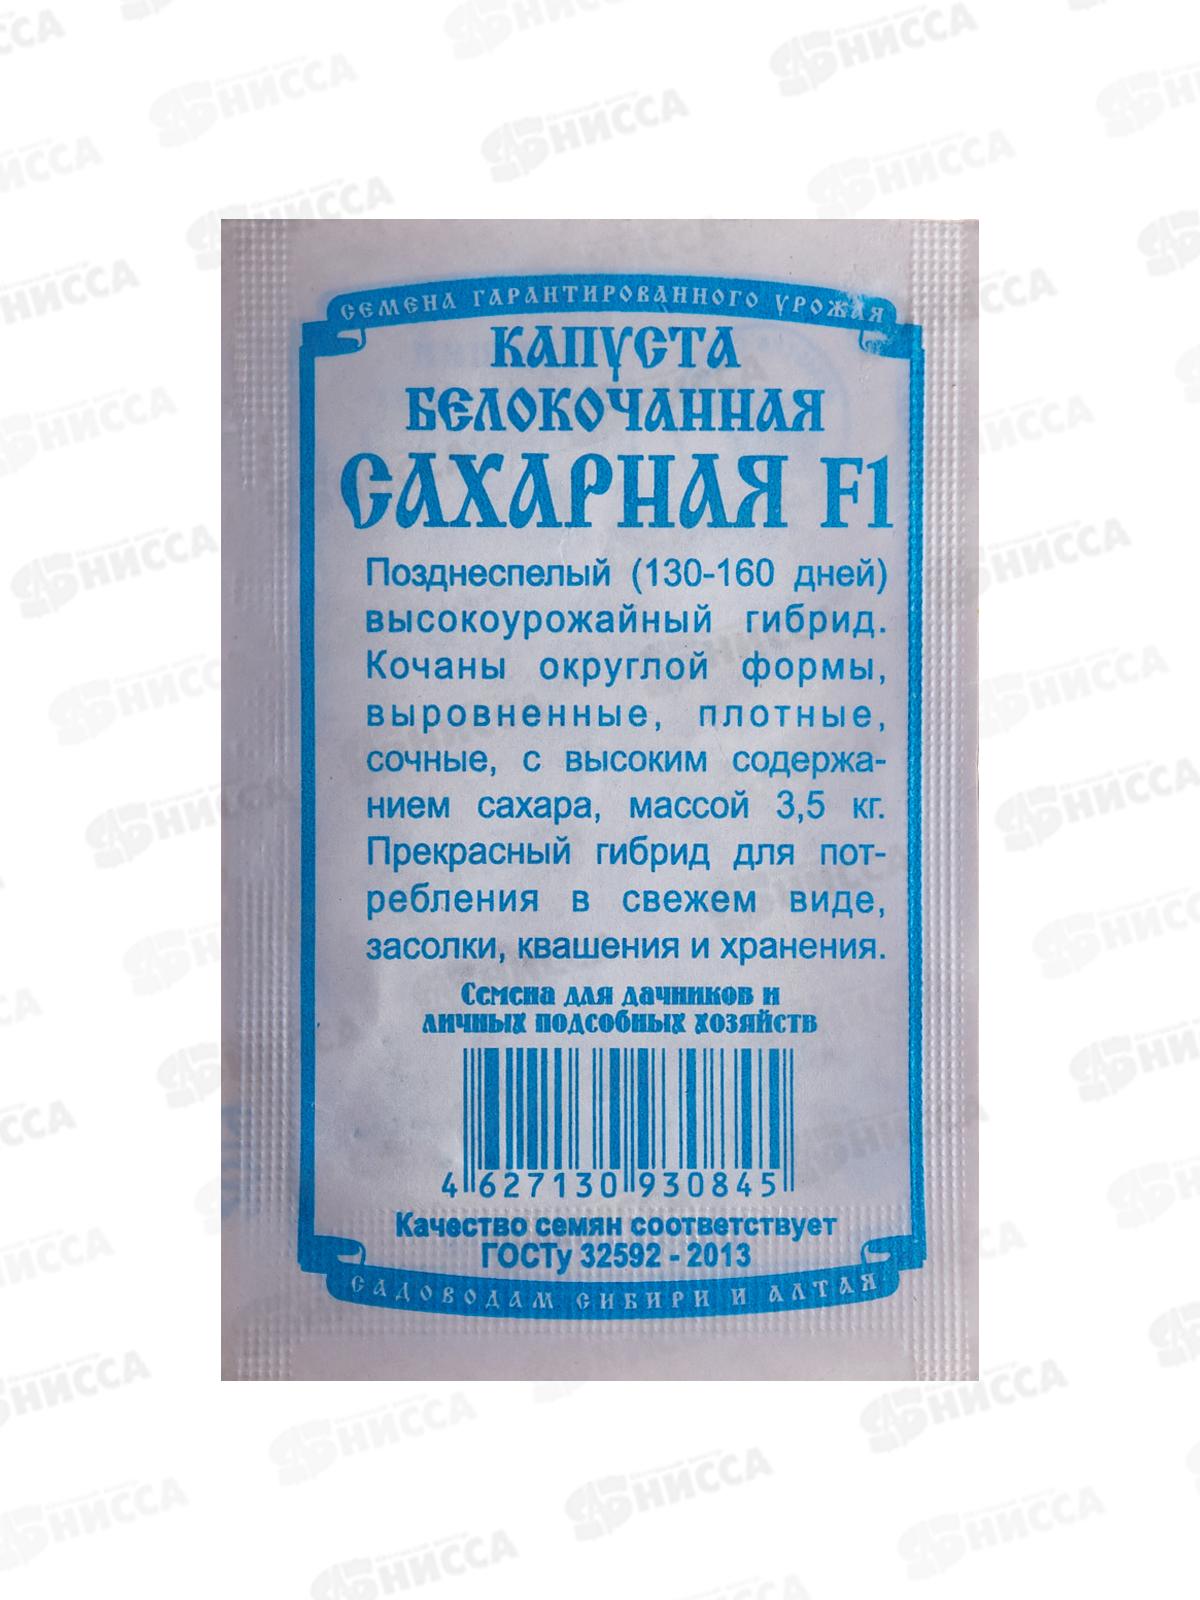 СЕМЕНА ГАРАНТИРОВАННОГО УРОЖАЯ
КАПУСТА
БЕЛОКОЧАННАЯ
САХАРНАЯ F1
Позднеспелый (130-160 дней)
высокоурожайный гибрид.
Кочаны округлой формы,
выровненные, плотные,
сочные, с высоким содержа-
нием сахара, массой 3,5 кг.
Прекрасный гибрид для пот-
ребления в свежем виде,
засолки, квашения и хранения.
Семена для дачников и
личных подсобных хозяйств
4 627130 930845
Качество семян соответствует
ГОСТу 32592 - 2013
САДОВОДАМ СИБИРИ И АЛТАЯ
НИССА